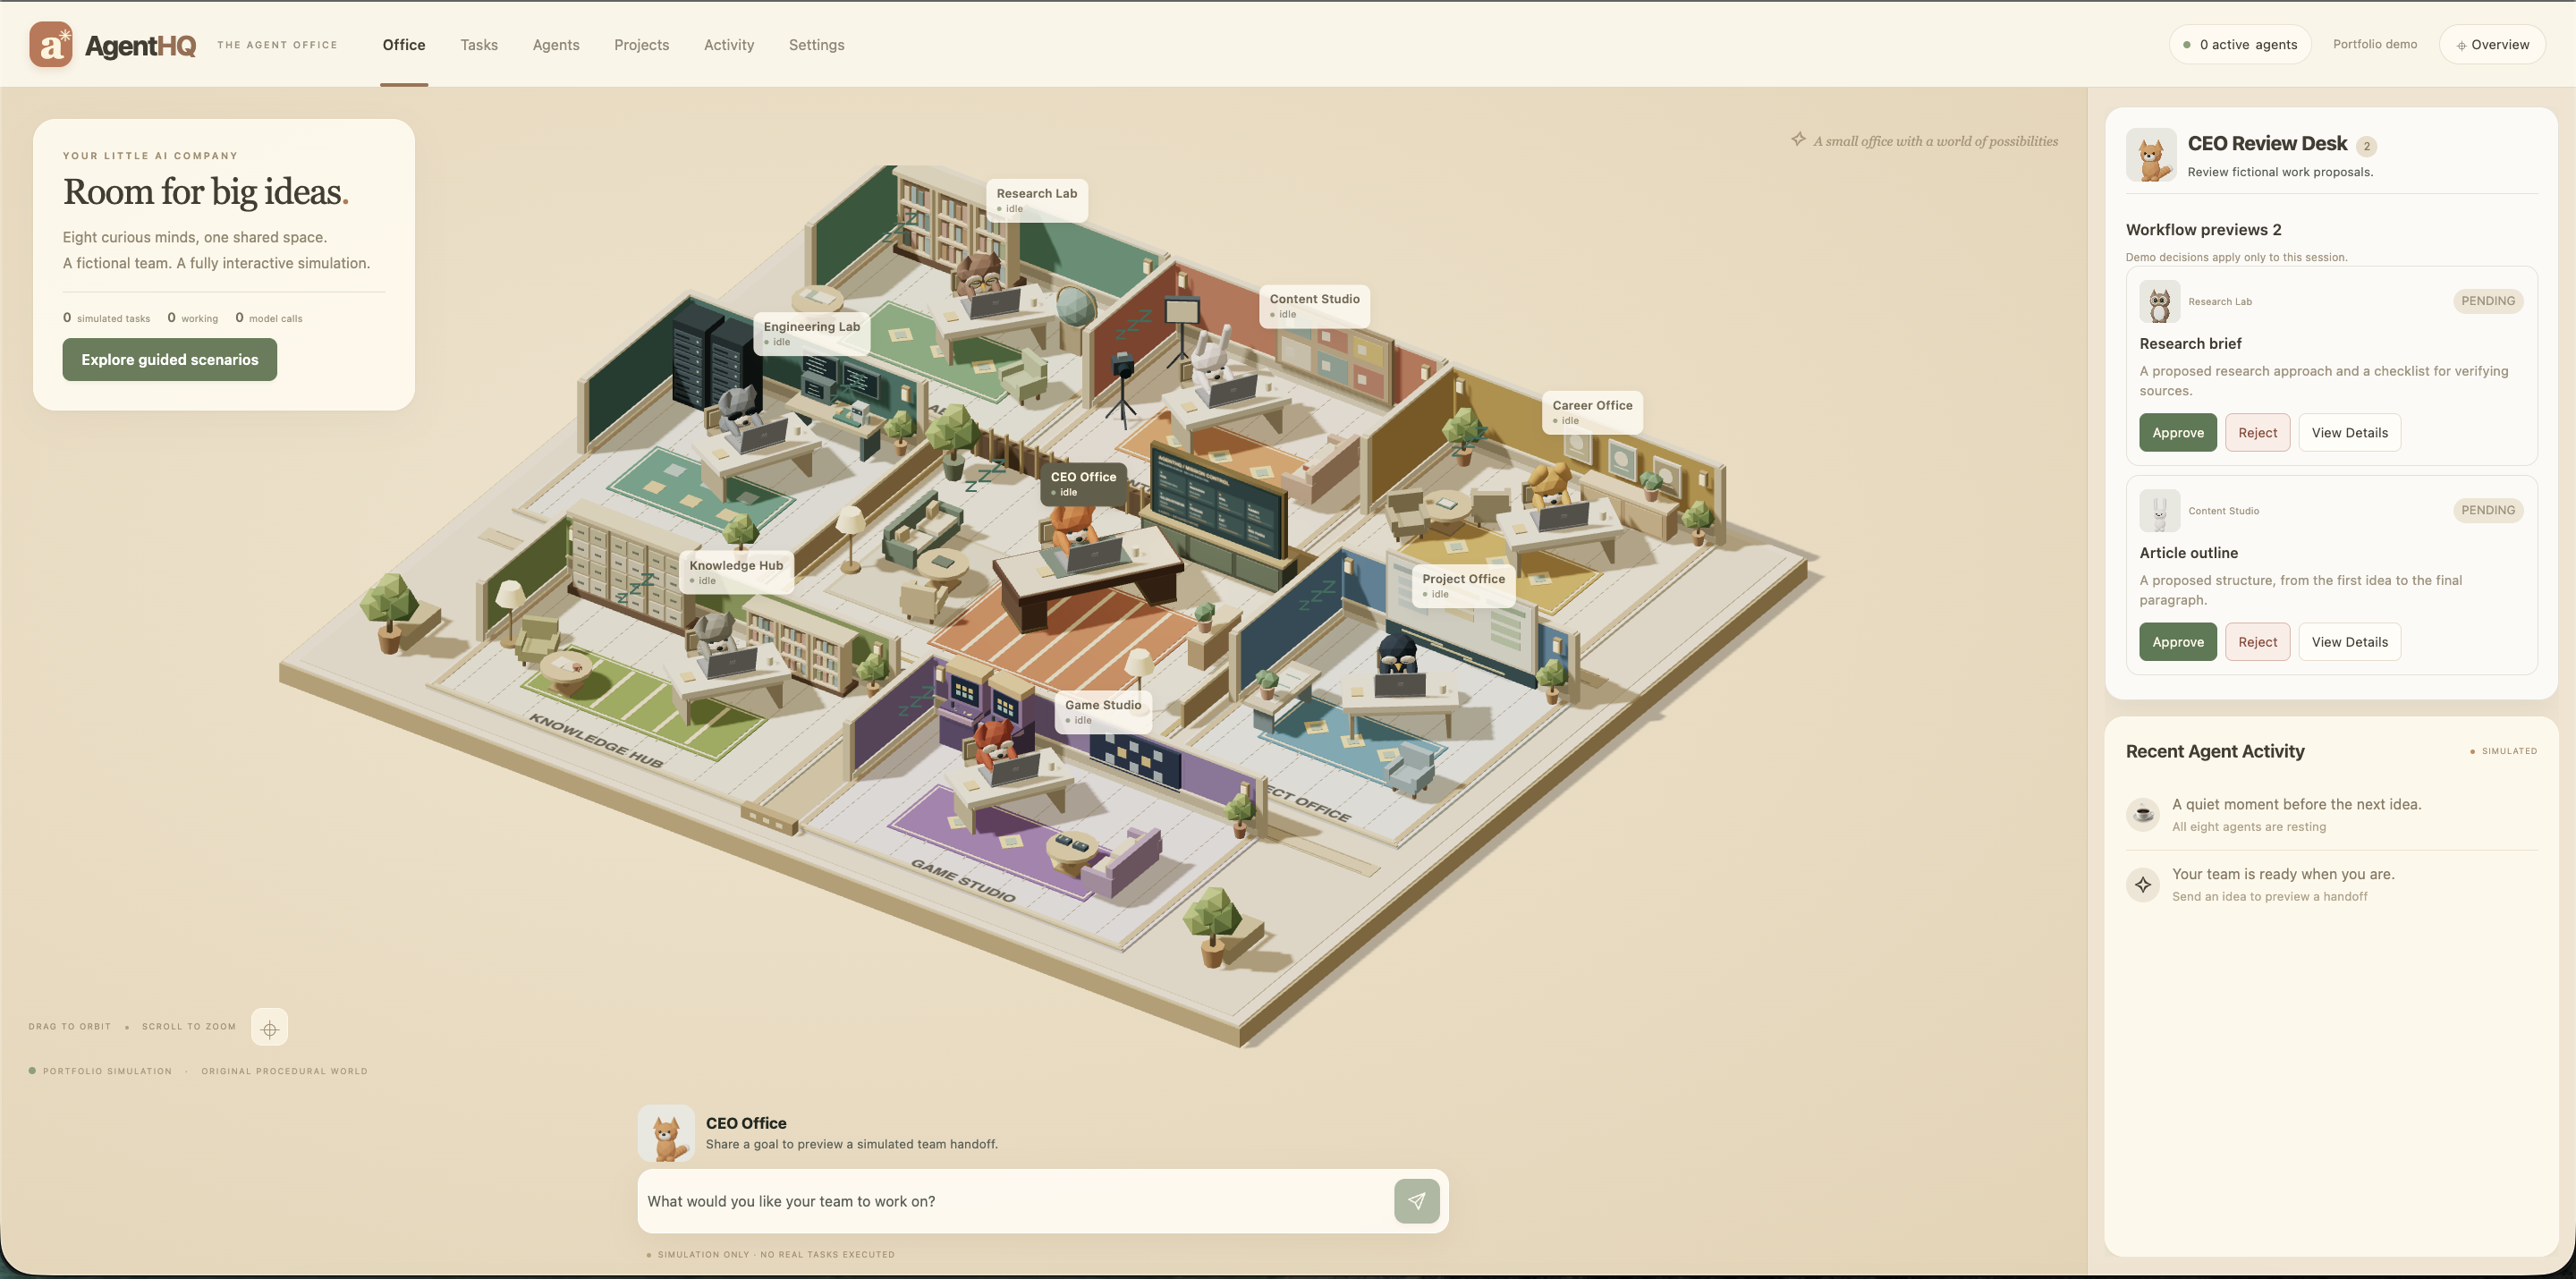 a*
AgentHQ
THE AGENT OFFICE
Office
Tasks
Agents
Projects
Activity
Settings
0 active agents
Portfolio demo
Overview
YOUR LITTLE AI COMPANY
Room for big ideas.
Eight curious minds, one shared space.
A fictional team. A fully interactive simulation.
0 simulated tasks 0 working 0 model calls
Explore guided scenarios
A small office with a world of possibilities
Research Lab
idle
Content Studio
idle
Engineering Lab
idle
Career Office
idle
CEO Office
idle
AGENTHQ / MISSION CONTROL
Knowledge Hub
idle
Project Office
idle
Game Studio
idle
KNOWLEDGE HUB
ECT OFFICE
GAME STUDIO
DRAG TO ORBIT • SCROLL TO ZOOM
PORTFOLIO SIMULATION · ORIGINAL PROCEDURAL WORLD
CEO Office
Share a goal to preview a simulated team handoff.
What would you like your team to work on?
SIMULATION ONLY · NO REAL TASKS EXECUTED
CEO Review Desk 2
Review fictional work proposals.
Workflow previews 2
Demo decisions apply only to this session.
Research Lab
PENDING
Research brief
A proposed research approach and a checklist for verifying
sources.
Approve
Reject
View Details
Content Studio
PENDING
Article outline
A proposed structure, from the first idea to the final
paragraph.
Approve
Reject
View Details
Recent Agent Activity
SIMULATED
A quiet moment before the next idea.
All eight agents are resting
Your team is ready when you are.
Send an idea to preview a handoff